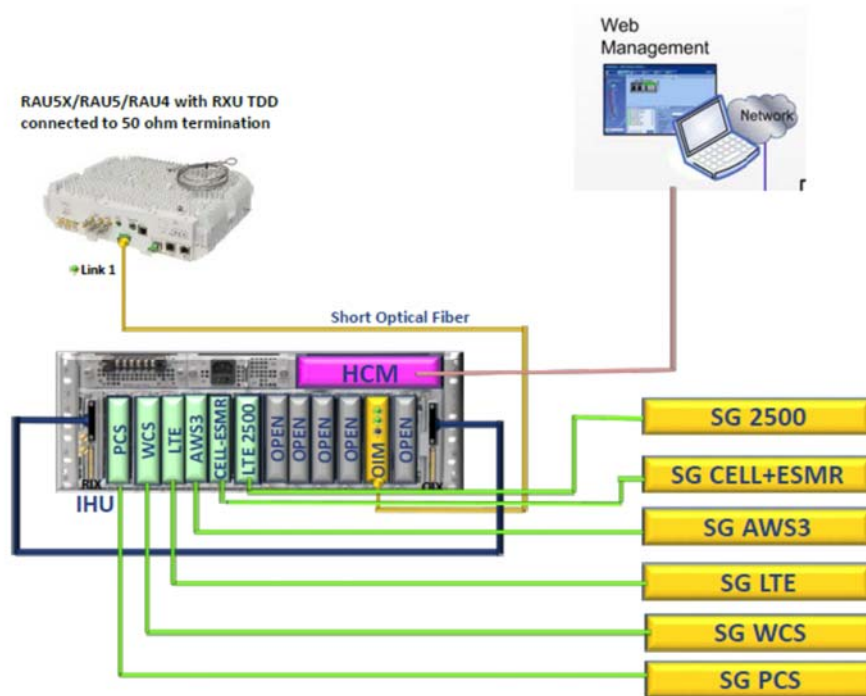 Web
Management
Network
RAU5X/RAU5/RAU4 with RXU TDD
connected to 50 ohm termination
Link 1
Short Optical Fiber
HCM
PCS
WCS
LTE
AWS3
CELL-ESMR
LTE 2500
OPEN
OPEN
OPEN
OPEN
OIM
OPEN
RIX
OIX
IHU
SG 2500
SG CELL+ESMR
SG AWS3
SG LTE
SG WCS
SG PCS